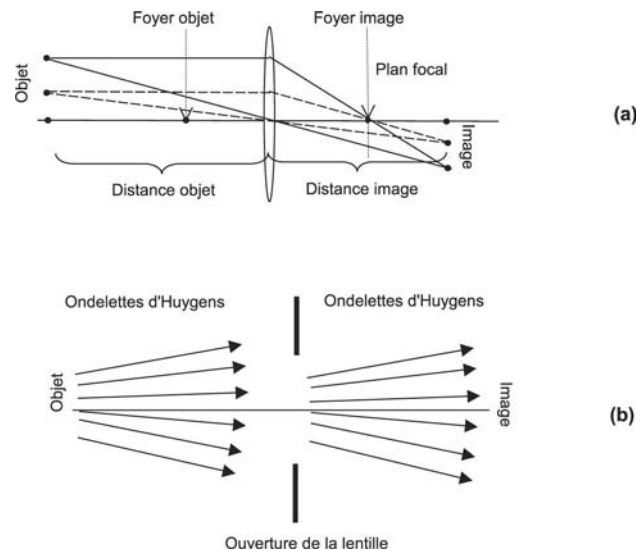 Foyer objet
Foyer image
Objet
Plan focal
(a)
Image
Distance objet
Distance image
Ondelettes d'Huygens
Ondelettes d'Huygens
Objet
Image
(b)
Ouverture de la lentille